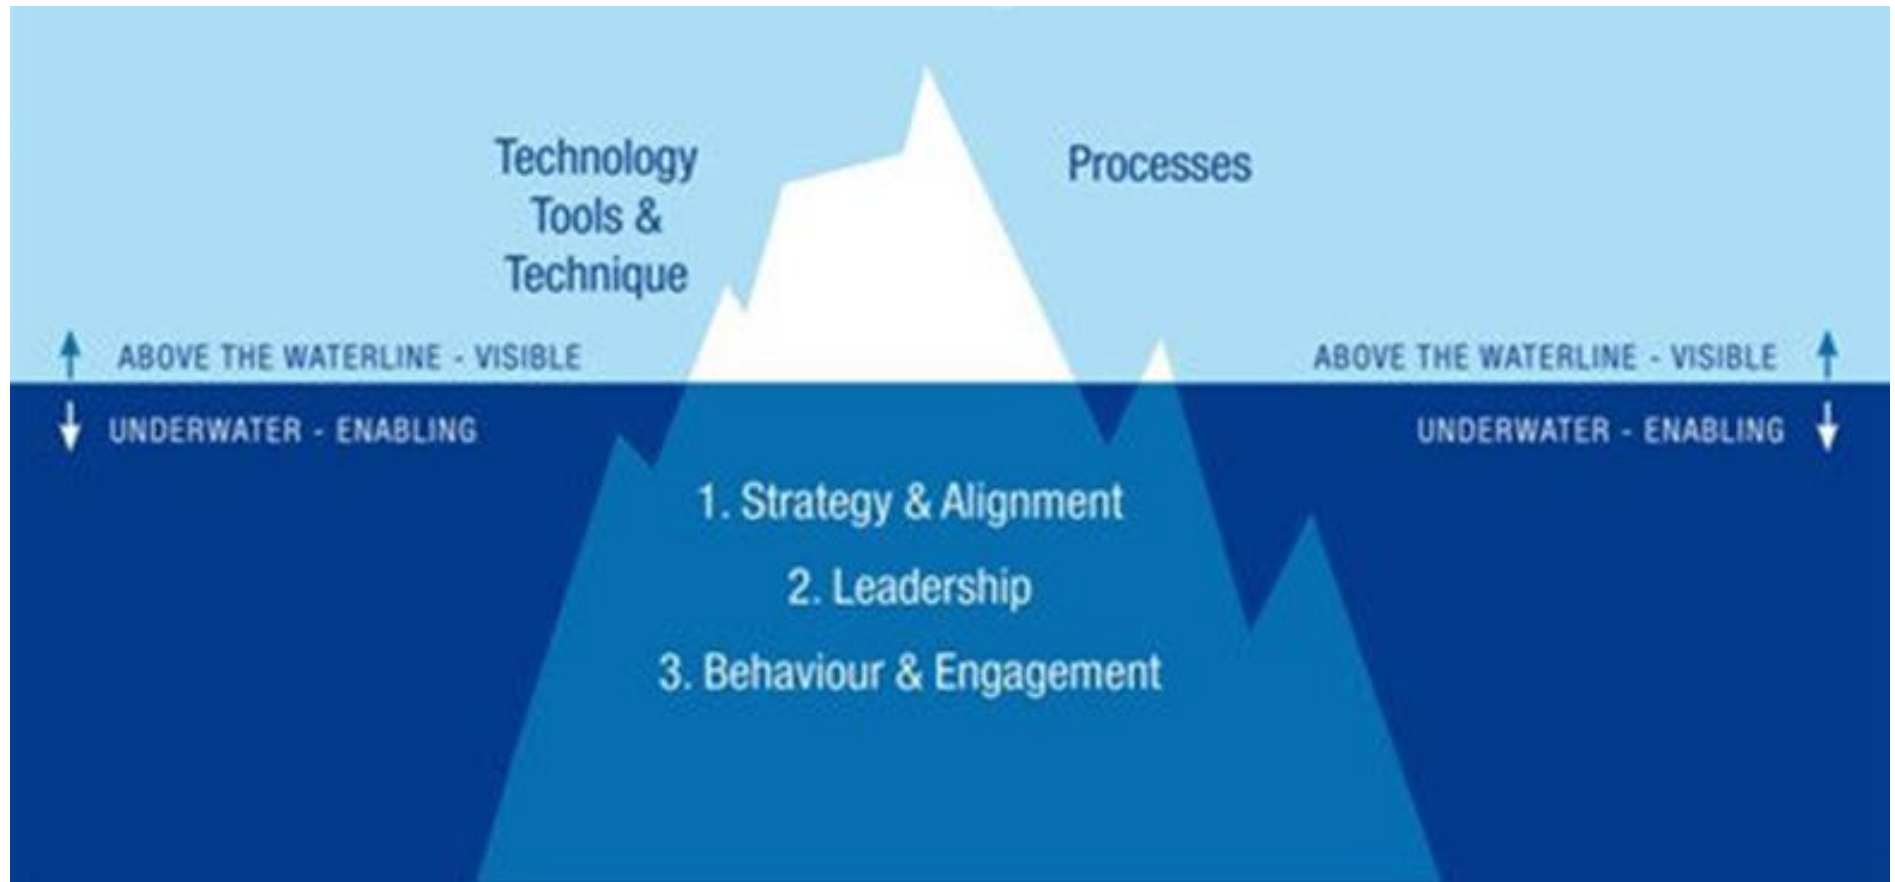 Technology
Tools &
Technique
Processes
ABOVE THE WATERLINE - VISIBLE
ABOVE THE WATERLINE - VISIBLE
UNDERWATER - ENABLING
UNDERWATER - ENABLING
1. Strategy & Alignment
2. Leadership
3. Behaviour & Engagement